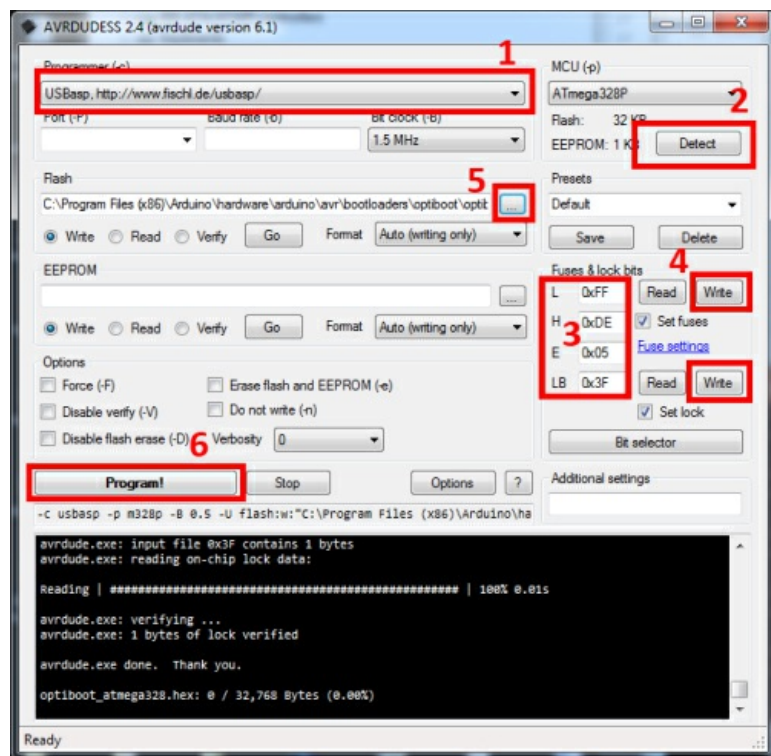 AVRDUDESS 2.4 (avrdude version 6.1)
1
Programmer (-c)
USBasp, http://www.fischl.de/usbasp/
Port (-P) Baud rate (-b) Bit clock (-B)
1.5 MHz
MCU (-p)
ATmega328P
2
Flash: 32 KB
EEPROM: 1 KB Detect
Flash
5
C:\Program Files (x86)\Arduino\hardware\arduino\avr\bootloaders\optiboot\optit ...
Write Read Verify Go Format Auto (writing only)
Presets
Default
Save Delete
EEPROM
...
Write Read Verify Go Format Auto (writing only)
Fuses & lock bits
4
L 0xFF Read Write
H 0xDE Set fuses
3
E 0x05 Fuse settings
LB 0x3F Read Write
Set lock
Bit selector
Options
Force (-F) Erase flash and EEPROM (-e)
Disable verify (-V) Do not write (-n)
Disable flash erase (-D) Verbosity 0
6
Program! Stop Options ?
Additional settings
-c usbasp -p m328p -B 0.5 -U flash:w:"C:\Program Files (x86)\Arduino\ha
avrdude.exe: input file 0x3F contains 1 bytes
avrdude.exe: reading on-chip lock data:
Reading | ################################################## | 100% 0.01s
avrdude.exe: verifying ...
avrdude.exe: 1 bytes of lock verified
avrdude.exe done. Thank you.
optiboot_atmega328.hex: 0 / 32,768 Bytes (0.00%)
Ready